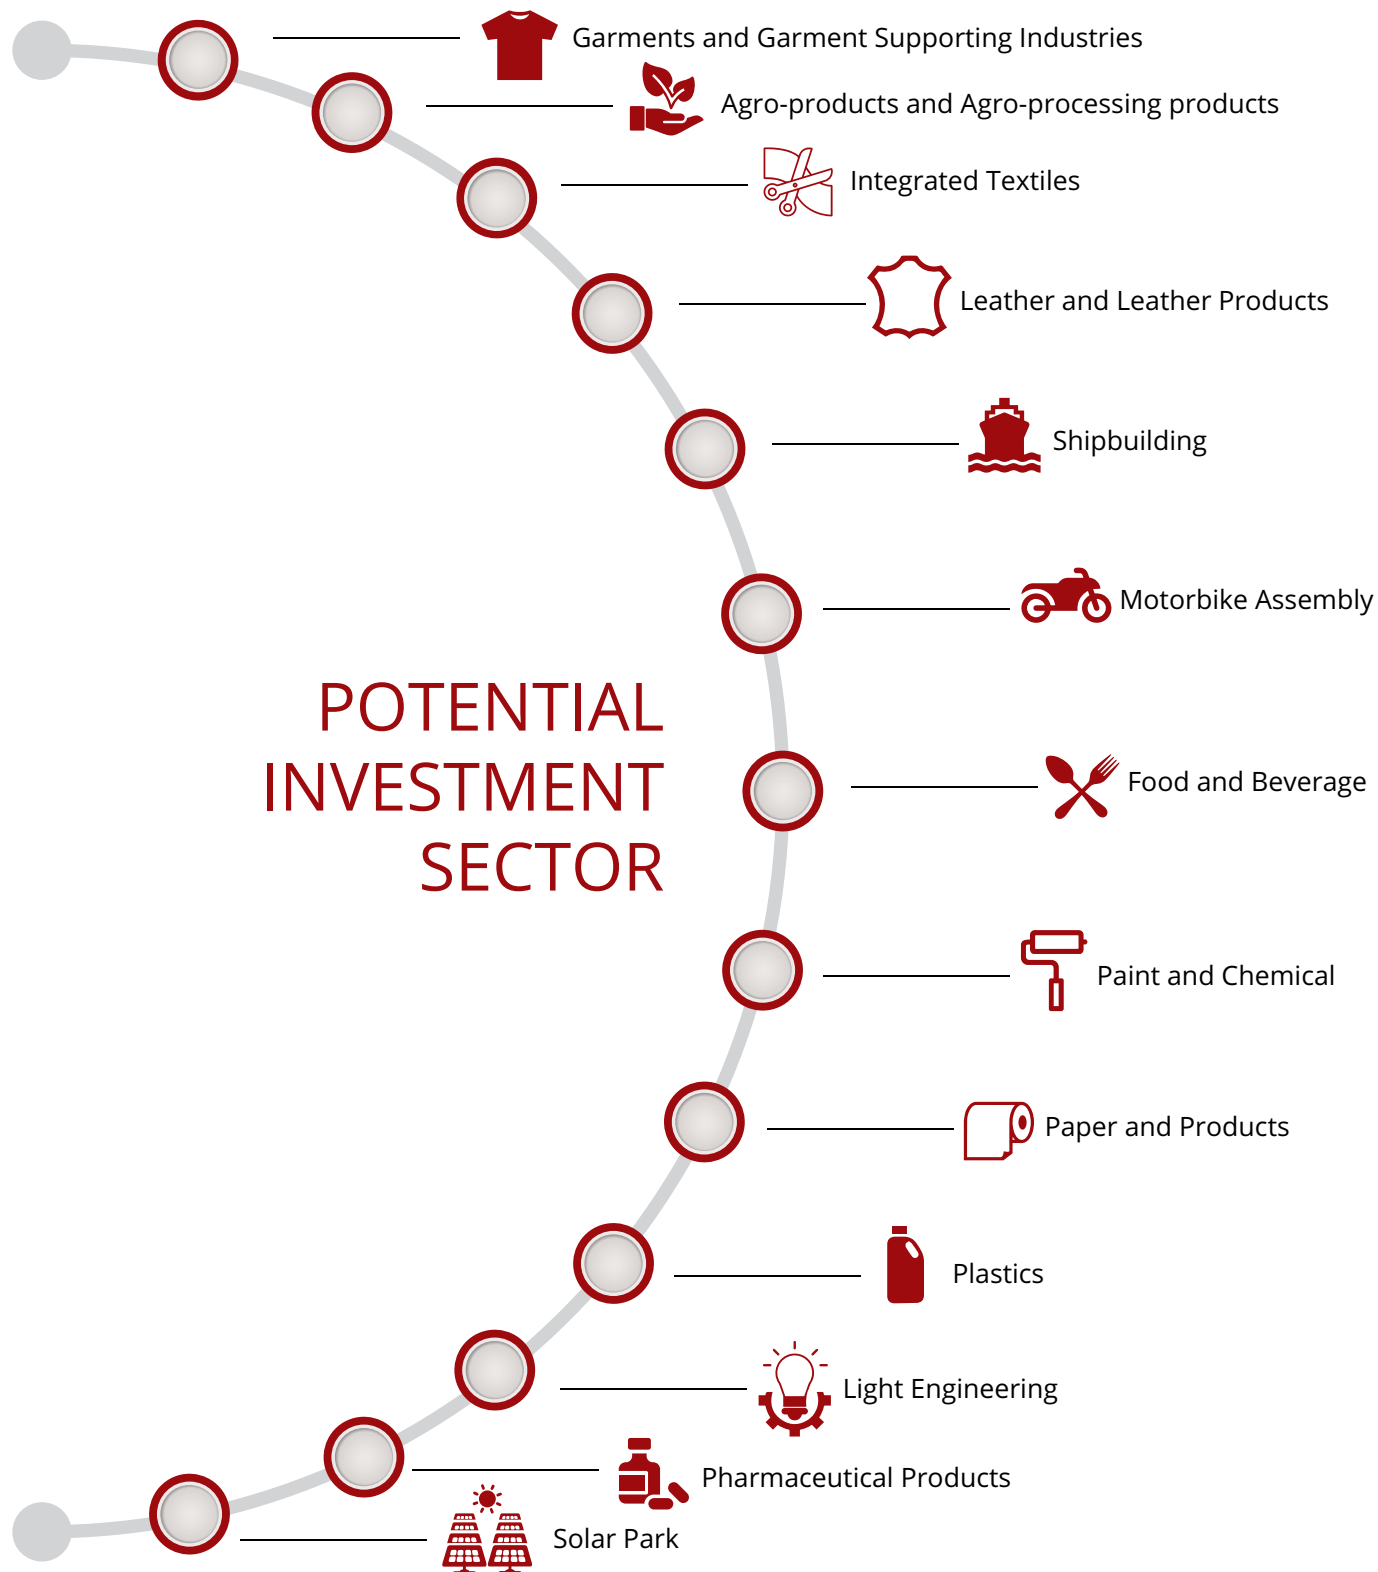 Garments and Garment Supporting Industries
Agro-products and Agro-processing products
Integrated Textiles
Leather and Leather Products
Shipbuilding
Motorbike Assembly
POTENTIAL
INVESTMENT
SECTOR
Food and Beverage
Paint and Chemical
Paper and Products
Plastics
Light Engineering
Pharmaceutical Products
Solar Park